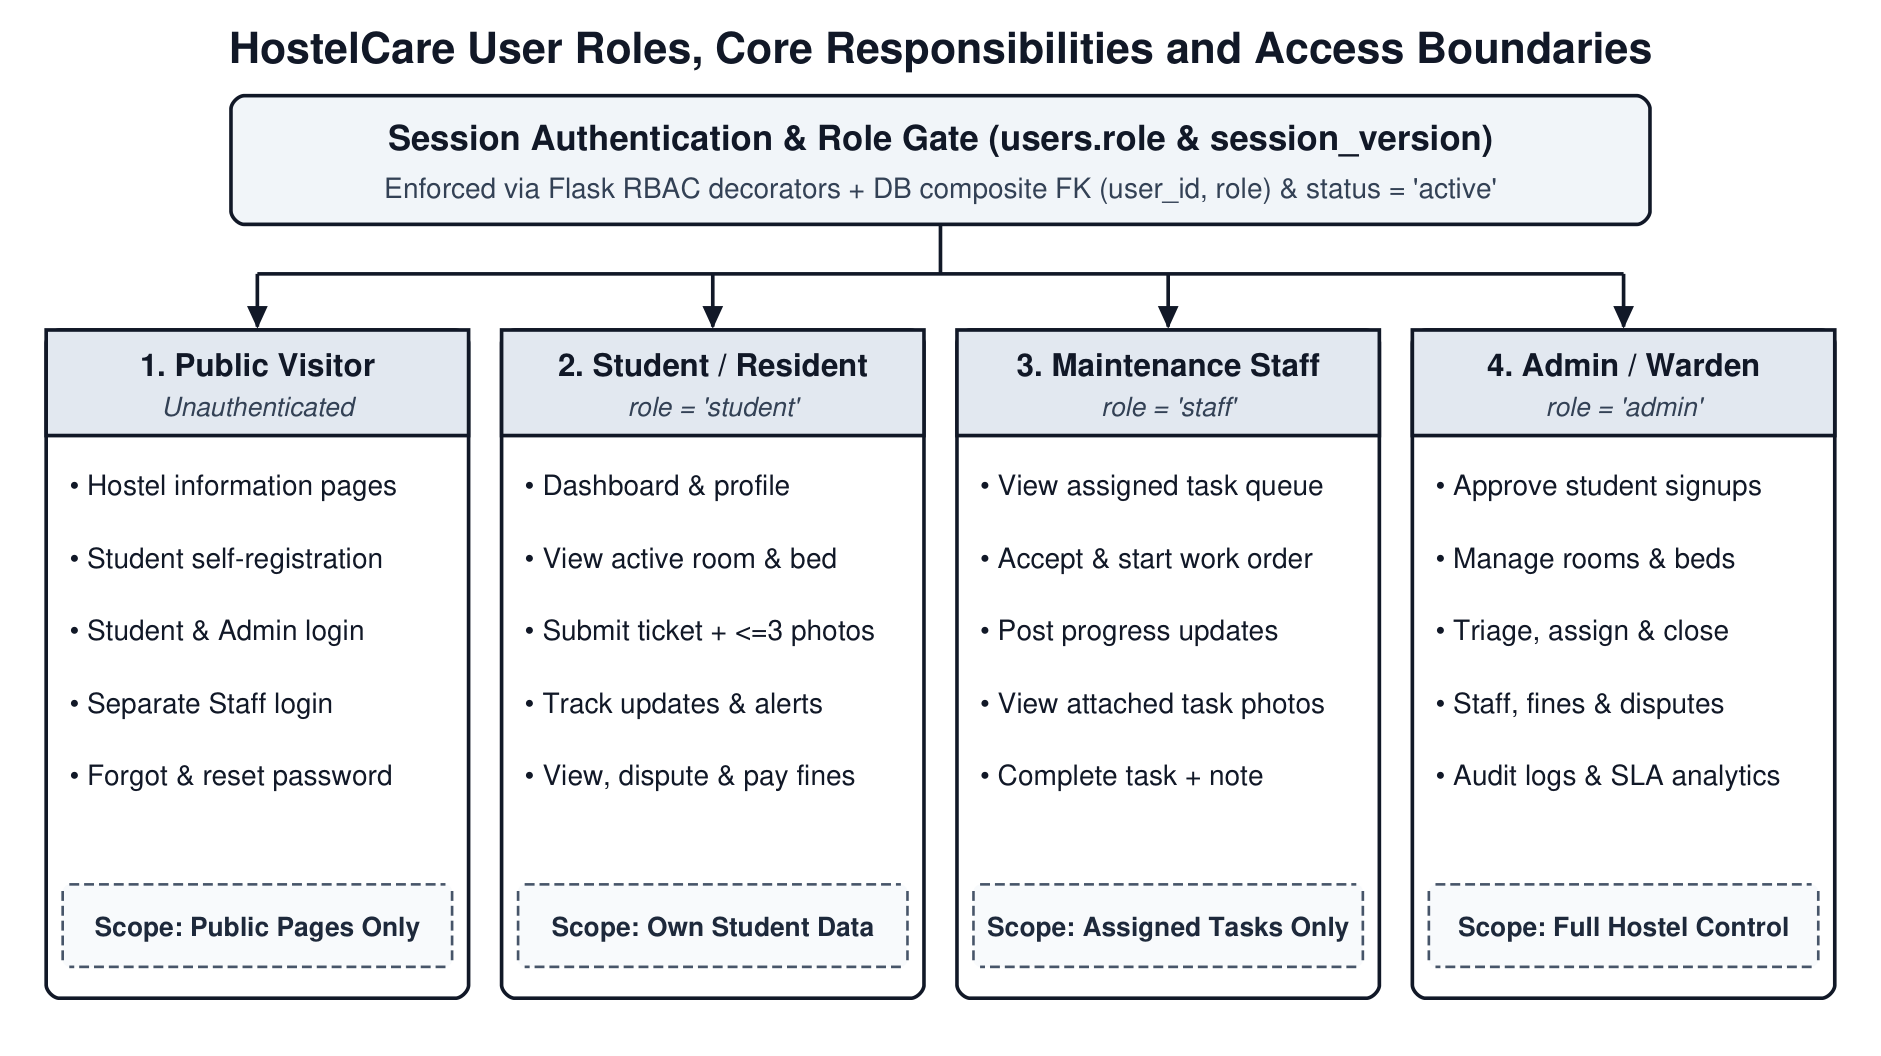 HostelCare User Roles, Core Responsibilities and Access Boundaries
Session Authentication & Role Gate (users.role & session_version)
Enforced via Flask RBAC decorators + DB composite FK (user_id, role) & status = 'active'
1. Public Visitor
Unauthenticated
• Hostel information pages
• Student self-registration
• Student & Admin login
• Separate Staff login
• Forgot & reset password
Scope: Public Pages Only
2. Student / Resident
role = 'student'
• Dashboard & profile
• View active room & bed
• Submit ticket + <=3 photos
• Track updates & alerts
• View, dispute & pay fines
Scope: Own Student Data
3. Maintenance Staff
role = 'staff'
• View assigned task queue
• Accept & start work order
• Post progress updates
• View attached task photos
• Complete task + note
Scope: Assigned Tasks Only
4. Admin / Warden
role = 'admin'
• Approve student signups
• Manage rooms & beds
• Triage, assign & close
• Staff, fines & disputes
• Audit logs & SLA analytics
Scope: Full Hostel Control